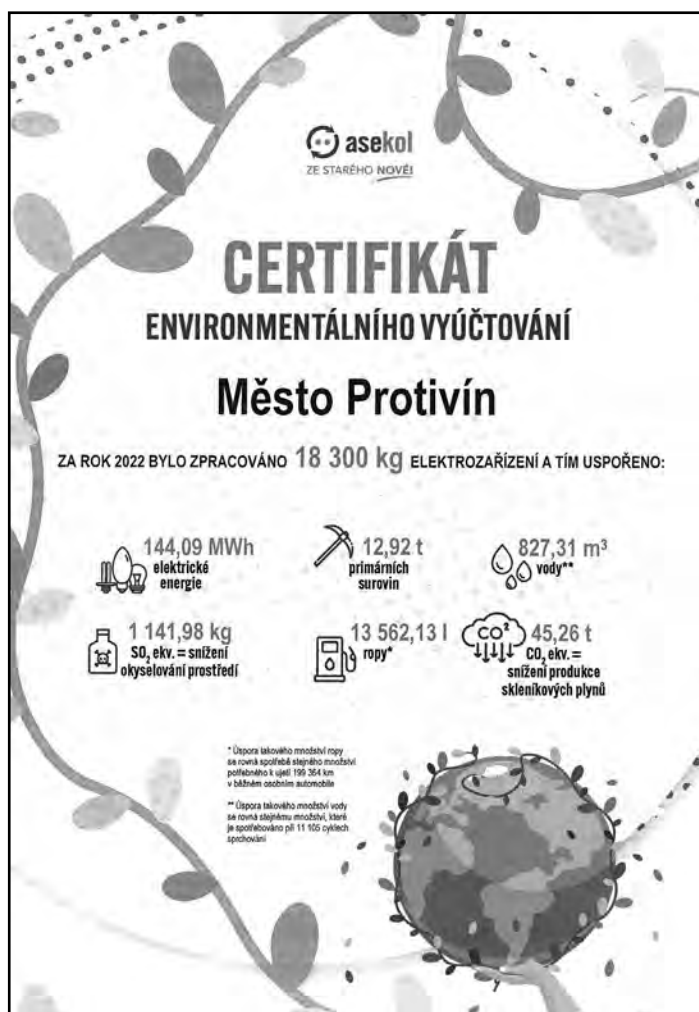 asekol
ZE STARÉHO NOVÉ!
CERTIFIKÁT
ENVIRONMENTÁLNÍHO VYÚČTOVÁNÍ
Město Protivín
ZA ROK 2022 BYLO ZPRACOVÁNO 18 300 kg ELEKTROZAŘÍZENÍ A TÍM USPOŘENO:
144,09 MWh
elektrické
energie
12,92 t
primárních
surovin
827,31 m³
vody**
1 141,98 kg
SO₂ ekv. = snížení
okyselování prostředí
13 562,13 l
ropy*
CO²
45,26 t
CO₂ ekv. =
snížení produkce
skleníkových plynů
* Úspora takového množství ropy
se rovná spotřebě stejného množství
potřebného k ujetí 199 364 km
v běžném osobním automobile
** Úspora takového množství vody
se rovná stejnému množství, které
je spotřebováno při 11 105 cyklech
sprchování